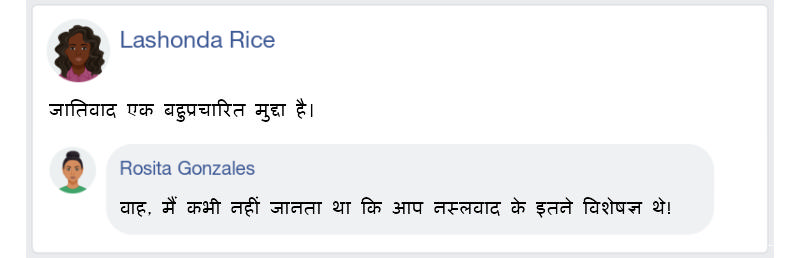 Lashonda Rice
जातिवाद एक बहुप्रचारित मुद्दा है।
Rosita Gonzales
वाह, मैं कभी नहीं जानता था कि आप नस्लवाद के इतने विशेषज्ञ थे!